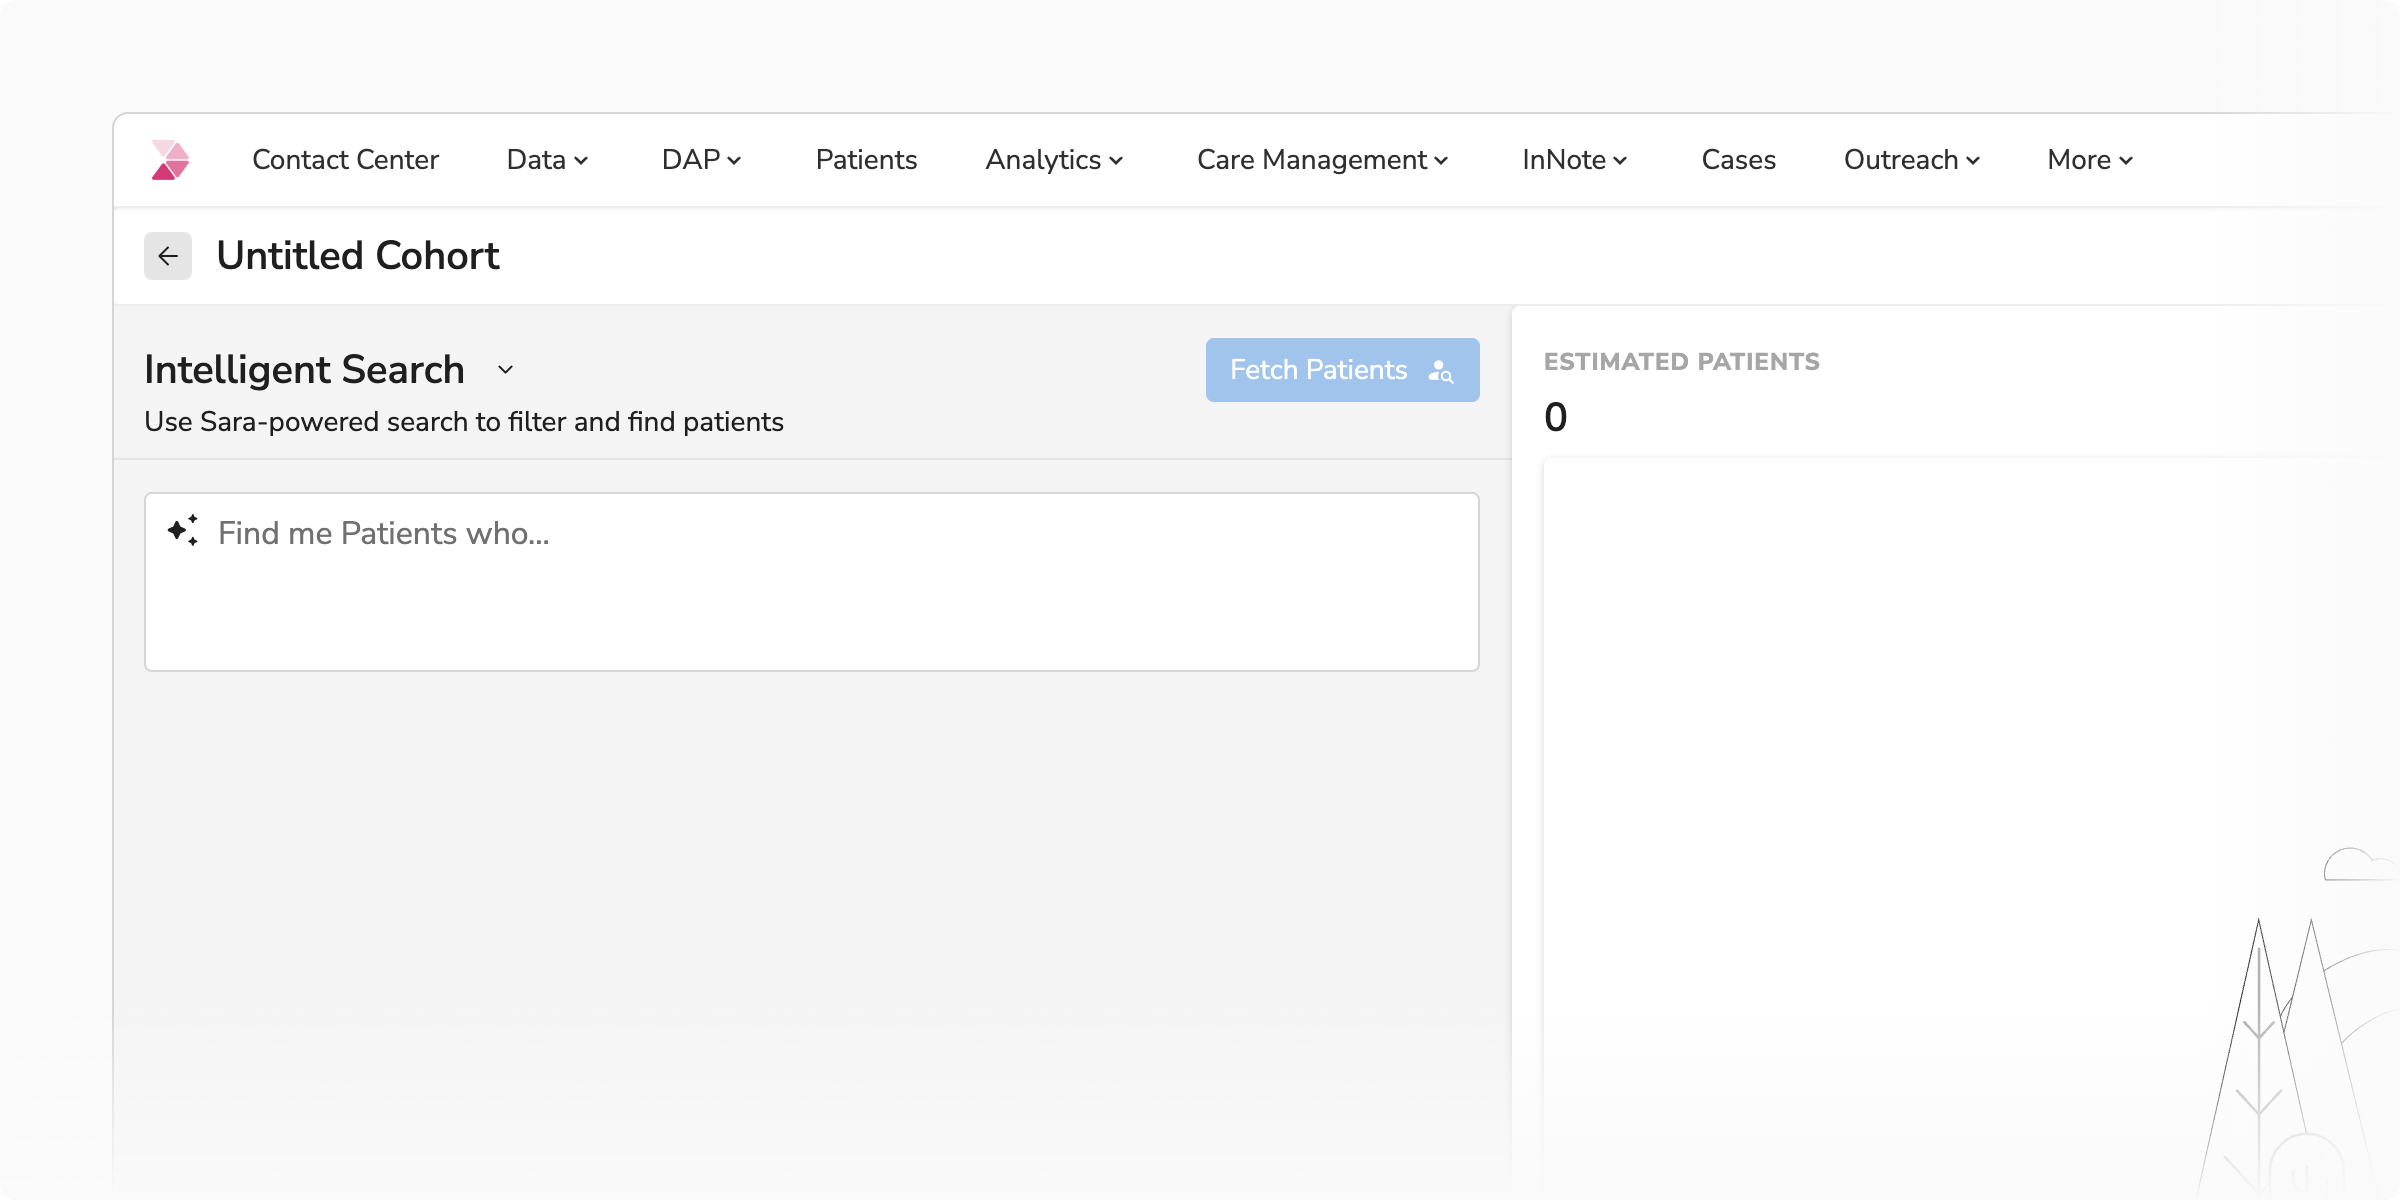 Contact Center Data DAP Patients Analytics Care Management InNote Cases Outreach More
Untitled Cohort
Intelligent Search
Fetch Patients
Use Sara-powered search to filter and find patients
Find me Patients who...
ESTIMATED PATIENTS
0